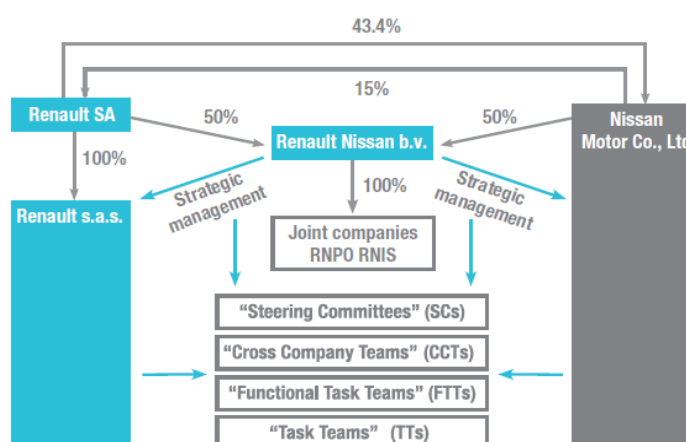 43.4%
15%
Renault SA
50%
Renault Nissan b.v.
50%
Nissan
Motor Co., Ltd
100%
Renault s.a.s.
Strategic
management
100%
Strategic
management
Joint companies
RNPO RNIS
“Steering Committees” (SCs)
“Cross Company Teams” (CCTs)
“Functional Task Teams” (FTTs)
“Task Teams” (TTs)